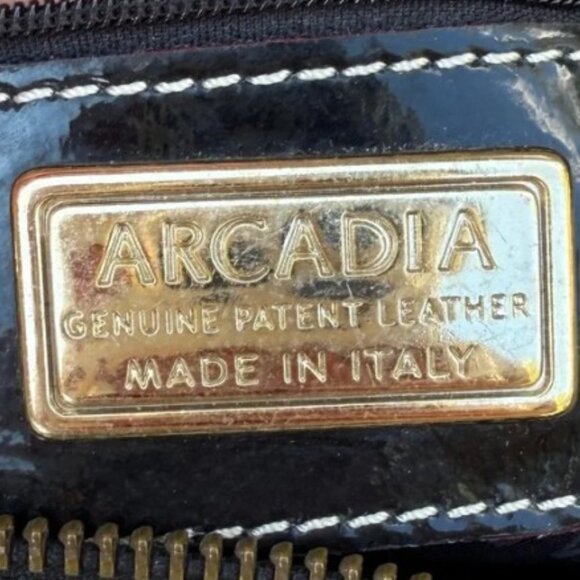 ARCADIA
GENUINE PATENT LEATHER
MADE IN ITALY